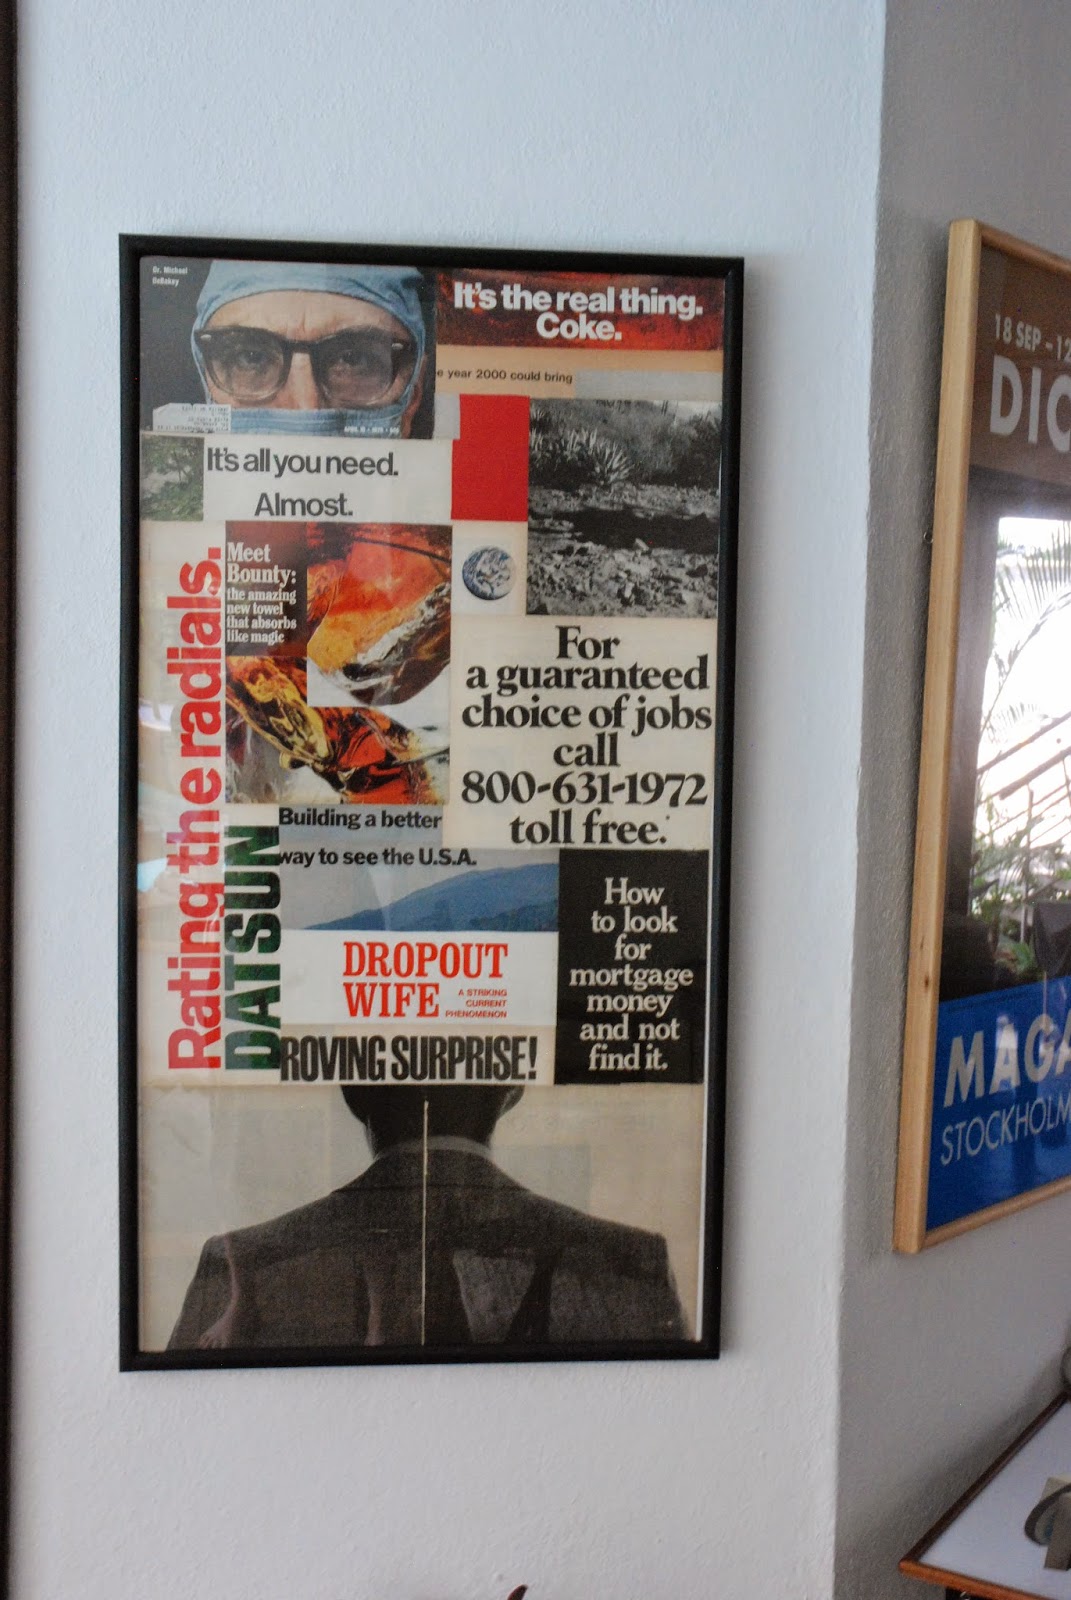 Dr. Michael
DeBakey
It's the real thing.
Coke.
e year 2000 could bring
It's all you need.
Almost.
Meet
Bounty:
the amazing
new towel
that absorbs
like magic
Rating the radials.
For
a guaranteed
choice of jobs
call
800-631-1972
toll free.
Building a better
way to see the U.S.A.
DATSUN
How
to look
for
mortgage
money
and not
find it.
DROPOUT
WIFE
A STRIKING
CURRENT
PHENOMENON
ROVING SURPRISE!
18 SEP – 12
DIC
MAGA
STOCKHOLM